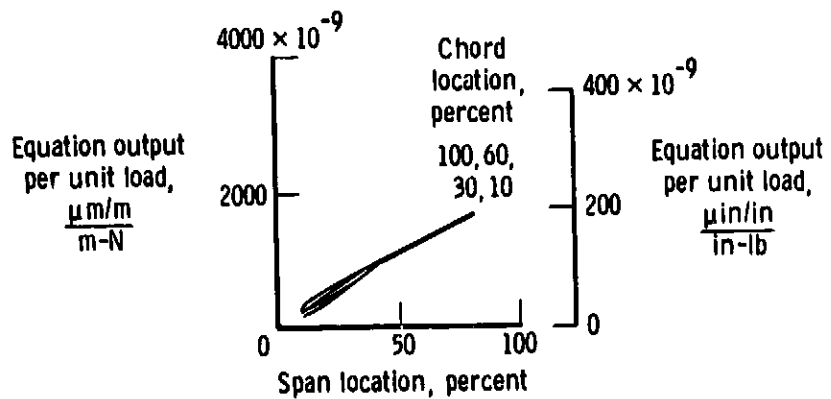 4000 × 10⁻⁹
Chord
location,
percent
400 × 10⁻⁹
Equation output
per unit load,
μm/m
m-N
100, 60,
30, 10
Equation output
per unit load,
μin/in
in-lb
2000
200
0
0
50
100
Span location, percent